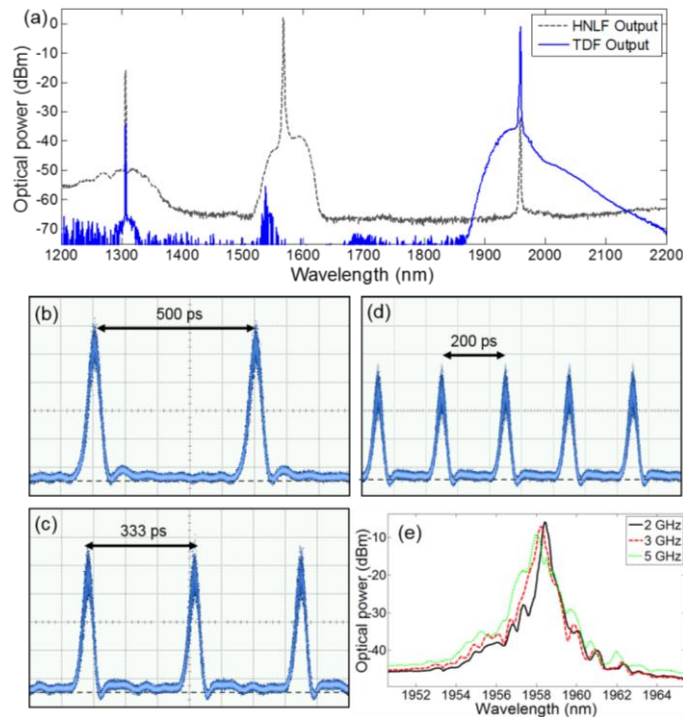 (a)
HNLF Output
TDF Output
0
-10
-20
-30
-40
-50
-60
-70
Optical power (dBm)
1200 1300 1400 1500 1600 1700 1800 1900 2000 2100 2200
Wavelength (nm)
(b)
500 ps
(d)
200 ps
(c)
333 ps
(e)
2 GHz
3 GHz
5 GHz
-10
-20
-30
-40
Optical power (dBm)
1952 1954 1956 1958 1960 1962 1964
Wavelength (nm)